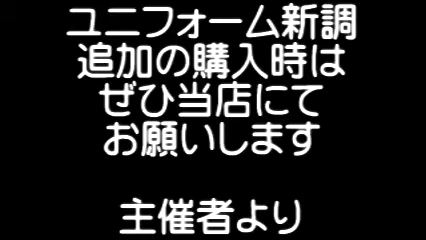 ユニフォーム新調
追加の購入時は
ぜひ当店にて
お願いします
主催者より